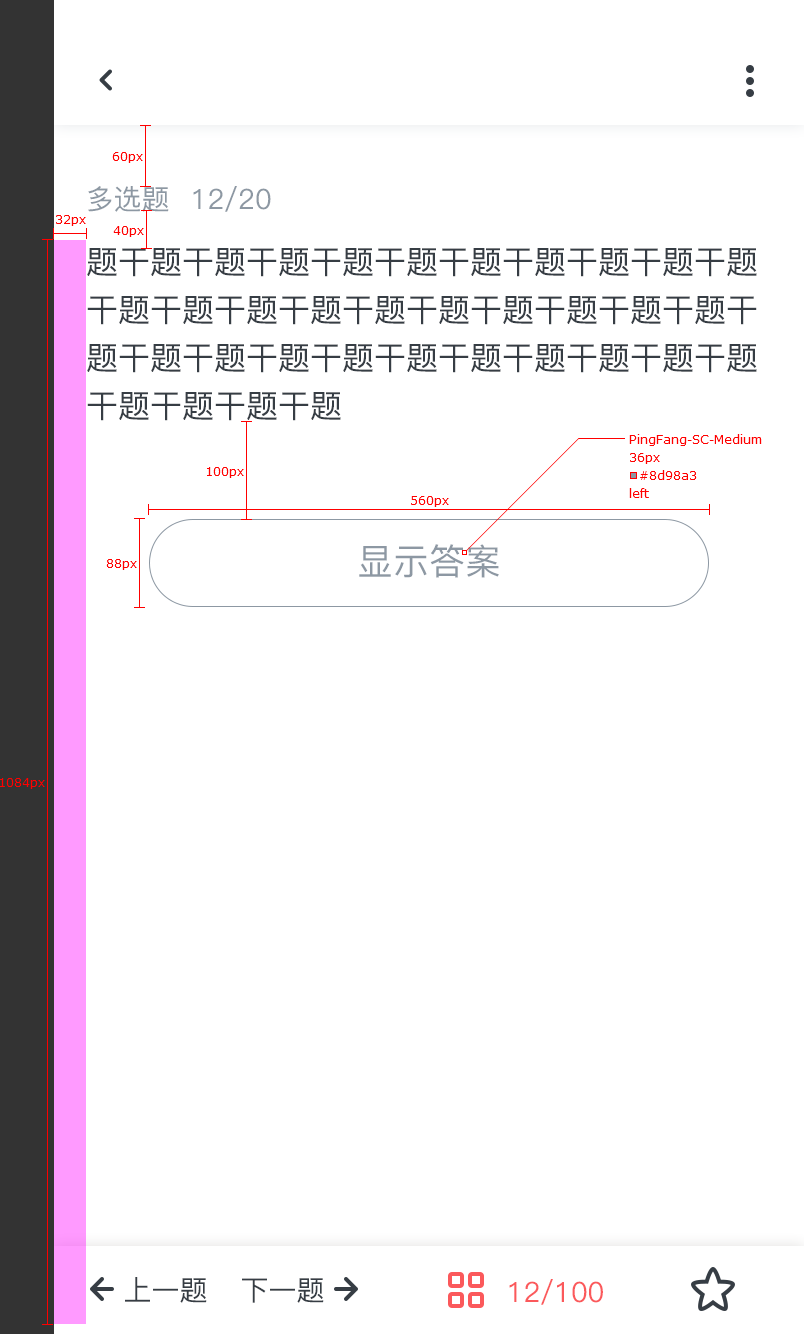 60px
多选题 12/20
32px
40px
题干题干题干题干题干题干题干题干题干题干题
干题干题干题干题干题干题干题干题干题干题干
题干题干题干题干题干题干题干题干题干题干题
干题干题干题干题
PingFang-SC-Medium
36px
#8d98a3
left
100px
560px
88px
显示答案
1084px
上一题 下一题 12/100